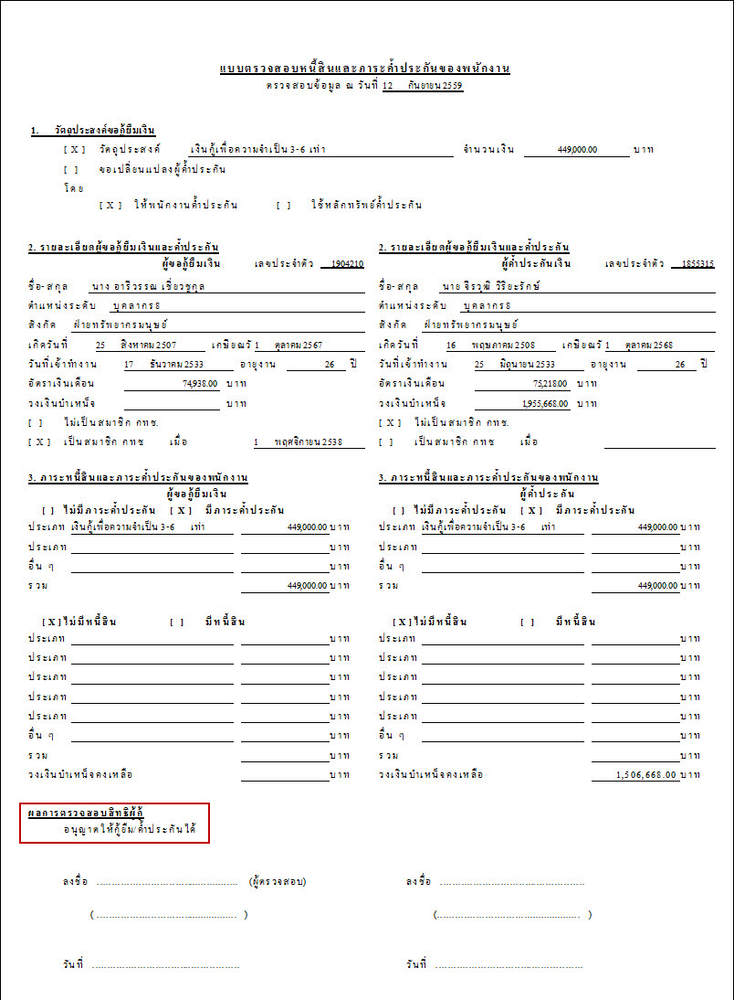 แบบตรวจสอบหนี้สินและภาระค้ำประกันของพนักงาน
ตรวจสอบข้อมูล ณ วันที่ 12 กันยายน 2559
1. วัตถุประสงค์ขอกู้ยืมเงิน
[ X ] วัตถุประสงค์ เงินกู้เพื่อความจำเป็น 3-6 เท่า จำนวนเงิน 449,000.00 บาท
[ ] ขอเปลี่ยนแปลงผู้ค้ำประกัน
โดย
[ X ] ให้พนักงานค้ำประกัน [ ] ใช้หลักทรัพย์ค้ำประกัน
2. รายละเอียดผู้ขอกู้ยืมเงินและค้ำประกัน
ผู้ขอกู้ยืมเงิน เลขประจำตัว 1904210
ชื่อ-สกุล นาง อาริวรรณ เชี่ยวชูกุล
ตำแหน่งระดับ บุคลากร 8
สังกัด ฝ่ายทรัพยากรมนุษย์
เกิดวันที่ 25 สิงหาคม 2507 เกษียณวั 1 ตุลาคม 2567
วันที่เข้าทำงาน 17 ธันวาคม 2533 อายุงาน 26 ปี
อัตราเงินเดือน 74,938.00 บาท
วงเงินบำเหน็จ บาท
[ ] ไม่เป็นสมาชิก กทช.
[ X ] เป็นสมาชิก กทช เมื่อ 1 พฤศจิกายน 2538
2. รายละเอียดผู้ขอกู้ยืมเงินและค้ำประกัน
ผู้ค้ำประกันเงิน เลขประจำตัว 1855315
ชื่อ-สกุล นาย จิรวุฒิ วิริยะรักษ์
ตำแหน่งระดับ บุคลากร 8
สังกัด ฝ่ายทรัพยากรมนุษย์
เกิดวันที่ 16 พฤษภาคม 2508 เกษียณวั 1 ตุลาคม 2568
วันที่เข้าทำงาน 25 มิถุนายน 2533 อายุงาน 26 ปี
อัตราเงินเดือน 75,218.00 บาท
วงเงินบำเหน็จ 1,955,668.00 บาท
[ X ] ไม่เป็นสมาชิก กทช.
[ ] เป็นสมาชิก กทช เมื่อ
3. ภาระหนี้สินและภาระค้ำประกันของพนักงาน
ผู้ขอกู้ยืมเงิน
[ ] ไม่มีภาระค้ำประกัน [ X ] มีภาระค้ำประกัน
ประเภท เงินกู้เพื่อความจำเป็น 3-6 เท่า 449,000.00 บาท
ประเภท บาท
อื่น ๆ บาท
รวม 449,000.00 บาท
[ X ] ไม่มีหนี้สิน [ ] มีหนี้สิน
ประเภท บาท
ประเภท บาท
ประเภท บาท
ประเภท บาท
ประเภท บาท
อื่น ๆ บาท
รวม บาท
วงเงินบำเหน็จคงเหลือ บาท
3. ภาระหนี้สินและภาระค้ำประกันของพนักงาน
ผู้ค้ำประกัน
[ ] ไม่มีภาระค้ำประกัน [ X ] มีภาระค้ำประกัน
ประเภท เงินกู้เพื่อความจำเป็น 3-6 เท่า 449,000.00 บาท
ประเภท บาท
อื่น ๆ บาท
รวม 449,000.00 บาท
[ X ] ไม่มีหนี้สิน [ ] มีหนี้สิน
ประเภท บาท
ประเภท บาท
ประเภท บาท
ประเภท บาท
ประเภท บาท
อื่น ๆ บาท
รวม บาท
วงเงินบำเหน็จคงเหลือ 1,506,668.00 บาท
ผลการตรวจสอบสิทธิผู้กู้
อนุญาตให้กู้ยืม/ค้ำประกันได้
ลงชื่อ ................................................ (ผู้ตรวจสอบ) ลงชื่อ ................................................
( ............................................... ) (................................................ )
วันที่ .................................................. วันที่ ..................................................